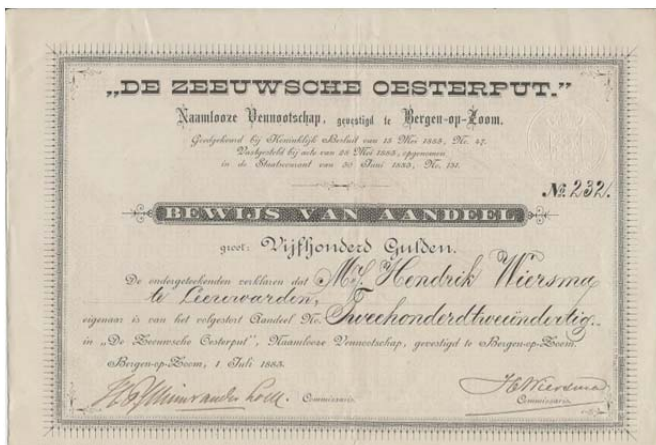 „DE ZEEUWSCHE OESTERPUT.”
Naamlooze Vennootschap, gevestigd te Bergen-op-Zoom.
Goedgekeurd bij Koninklijk Besluit van 15 Mei 1883, No. 47.
Vastgesteld bij acte van 26 Mei 1883, opgenomen
in de Staatscourant van 30 Juni 1883, No. 151.
No. 232.
BEWIJS VAN AANDEEL
groot: Vijfhonderd Gulden.
De ondergeteekenden verklaren dat Mr. Hendrik Wiersma
te Leeuwarden,
eigenaar is van het volgestort Aandeel No. Tweehonderdtweeëndertig.
in „De Zeeuwsche Oesterput”, Naamlooze Vennootschap, gevestigd te Bergen-op-Zoom.
Bergen-op-Zoom, 1 Juli 1883.
Commissaris.
HWiersma
Commissaris.